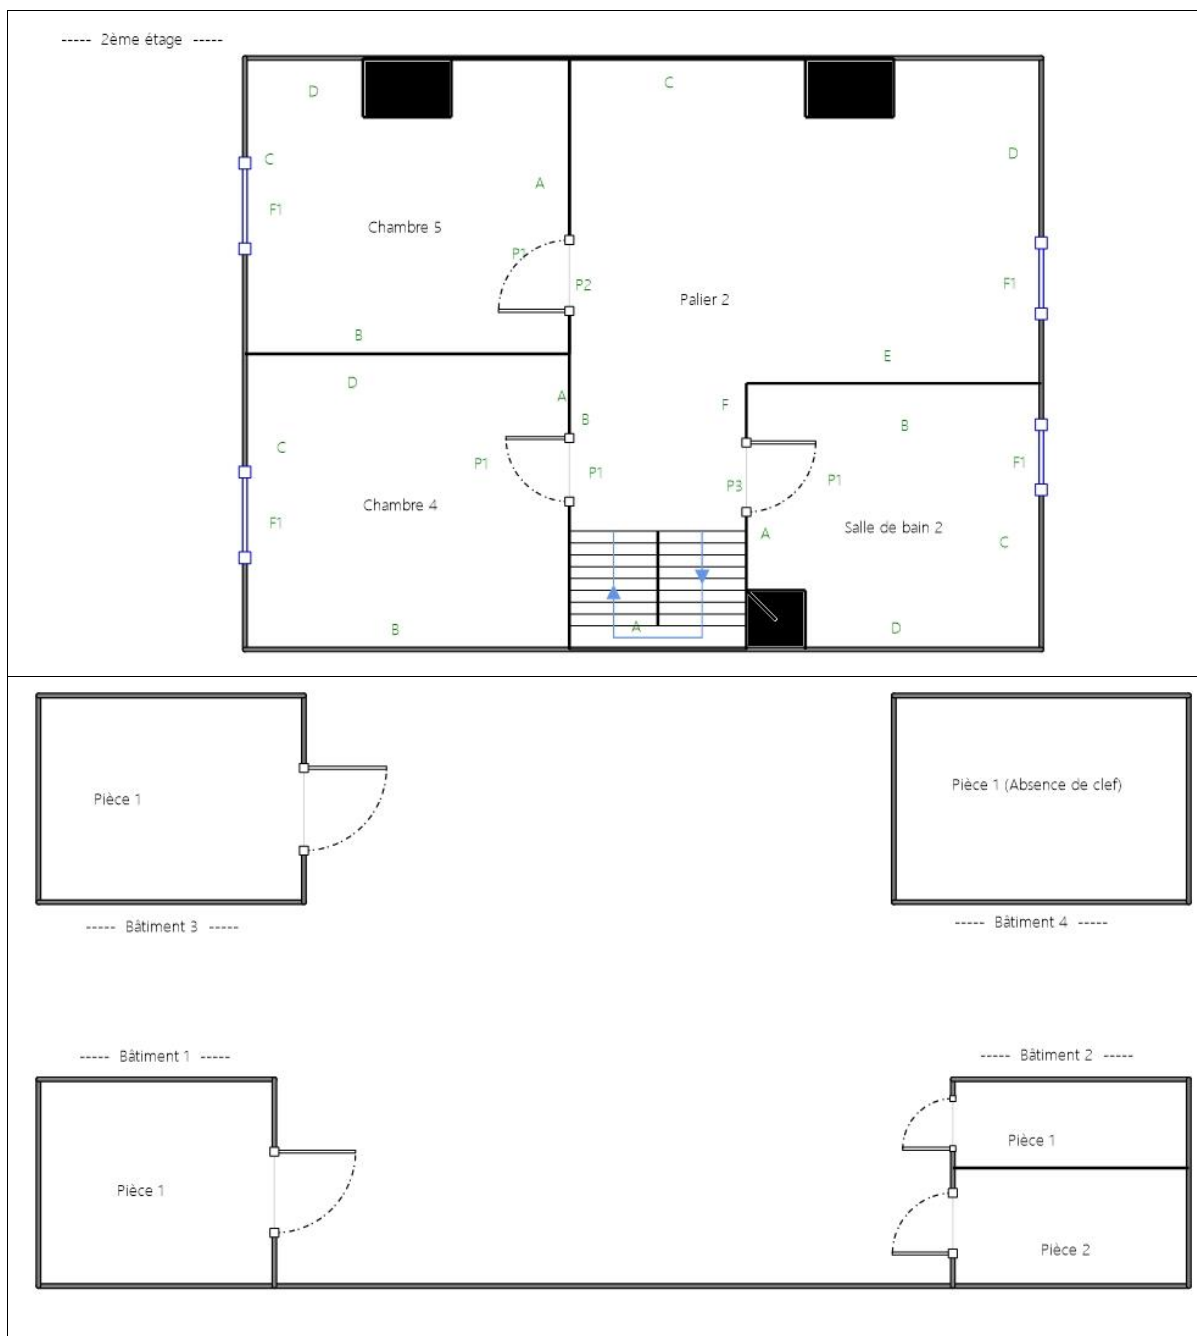 ----- 2ème étage -----
D
C
C
D
A
F1
Chambre 5
P1
P2
F1
Palier 2
B
E
D
A
F
B
B
C
P1
P1
F1
P3
P1
Chambre 4
F1
Salle de bain 2
A
C
B
A
D
Pièce 1
Pièce 1 (Absence de clef)
----- Bâtiment 3 -----
----- Bâtiment 4 -----
----- Bâtiment 1 -----
----- Bâtiment 2 -----
Pièce 1
Pièce 1
Pièce 2